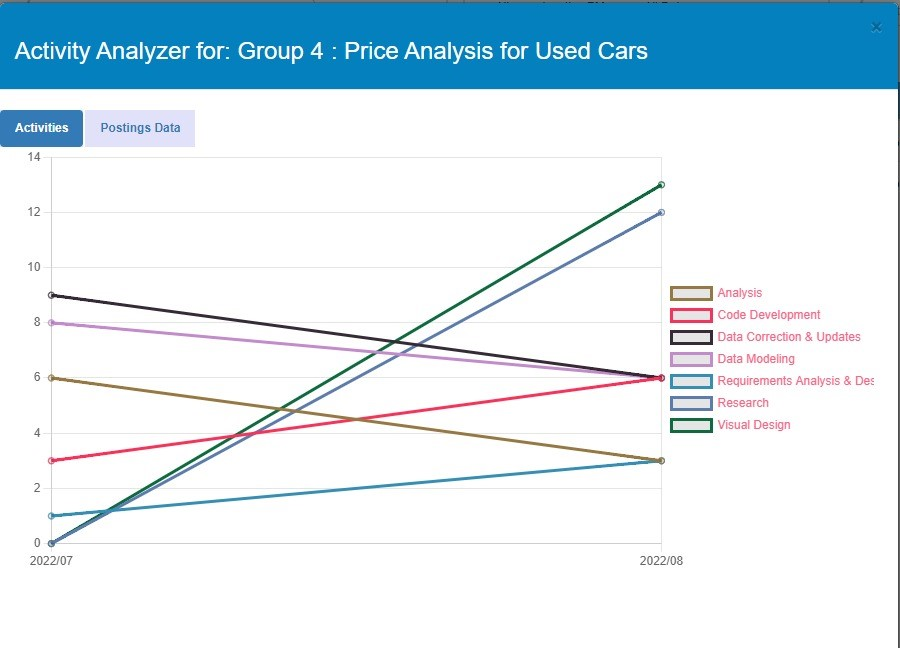 ×
Activity Analyzer for: Group 4 : Price Analysis for Used Cars
Activities
Postings Data
14
12
10
8
6
4
2
0
2022/07
2022/08
Analysis
Code Development
Data Correction & Updates
Data Modeling
Requirements Analysis & Des
Research
Visual Design